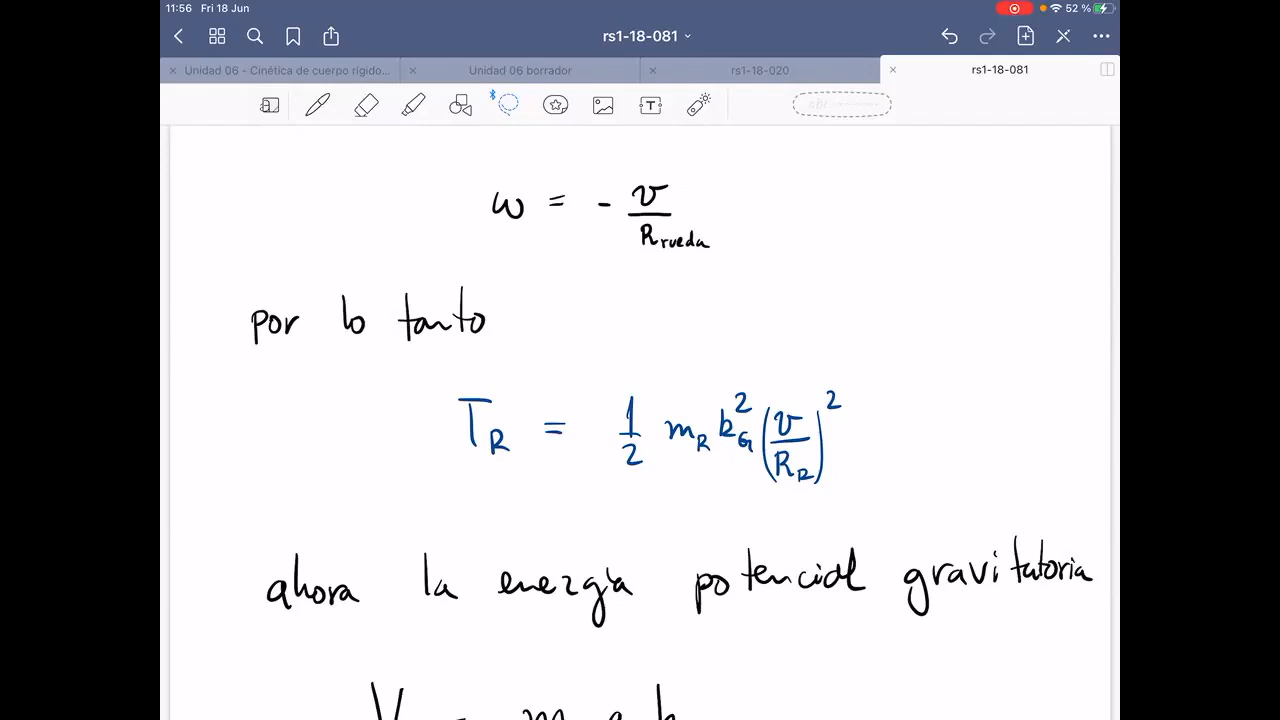 11:56 Fri 18 Jun 52 %
rs1-18-081
Unidad 06 - Cinética de cuerpo rígido... Unidad 06 borrador rs1-18-020 rs1-18-081
ω = - v / R rueda
por lo tanto
T_R = 1/2 m_R k_G^2 (v / R_R)^2
ahora la energía potencial gravitatoria